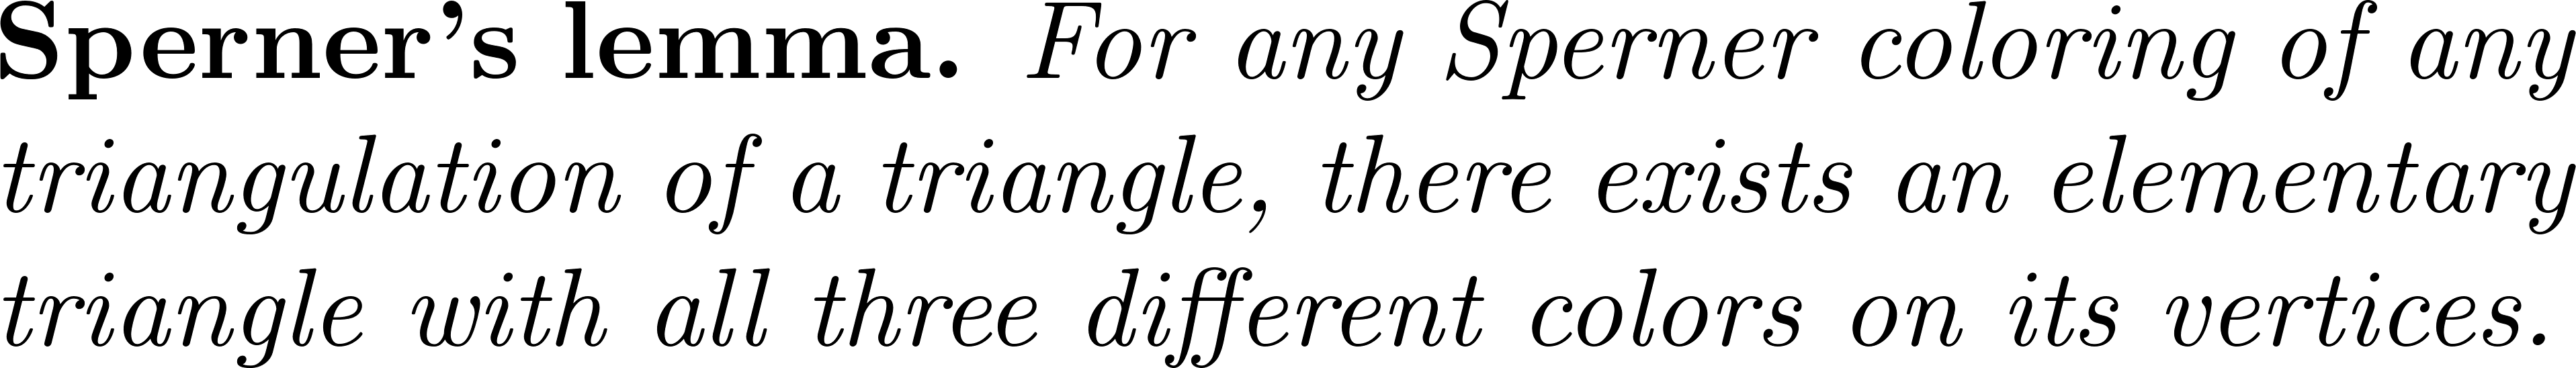 Sperner’s lemma. For any Sperner coloring of any
triangulation of a triangle, there exists an elementary
triangle with all three different colors on its vertices.